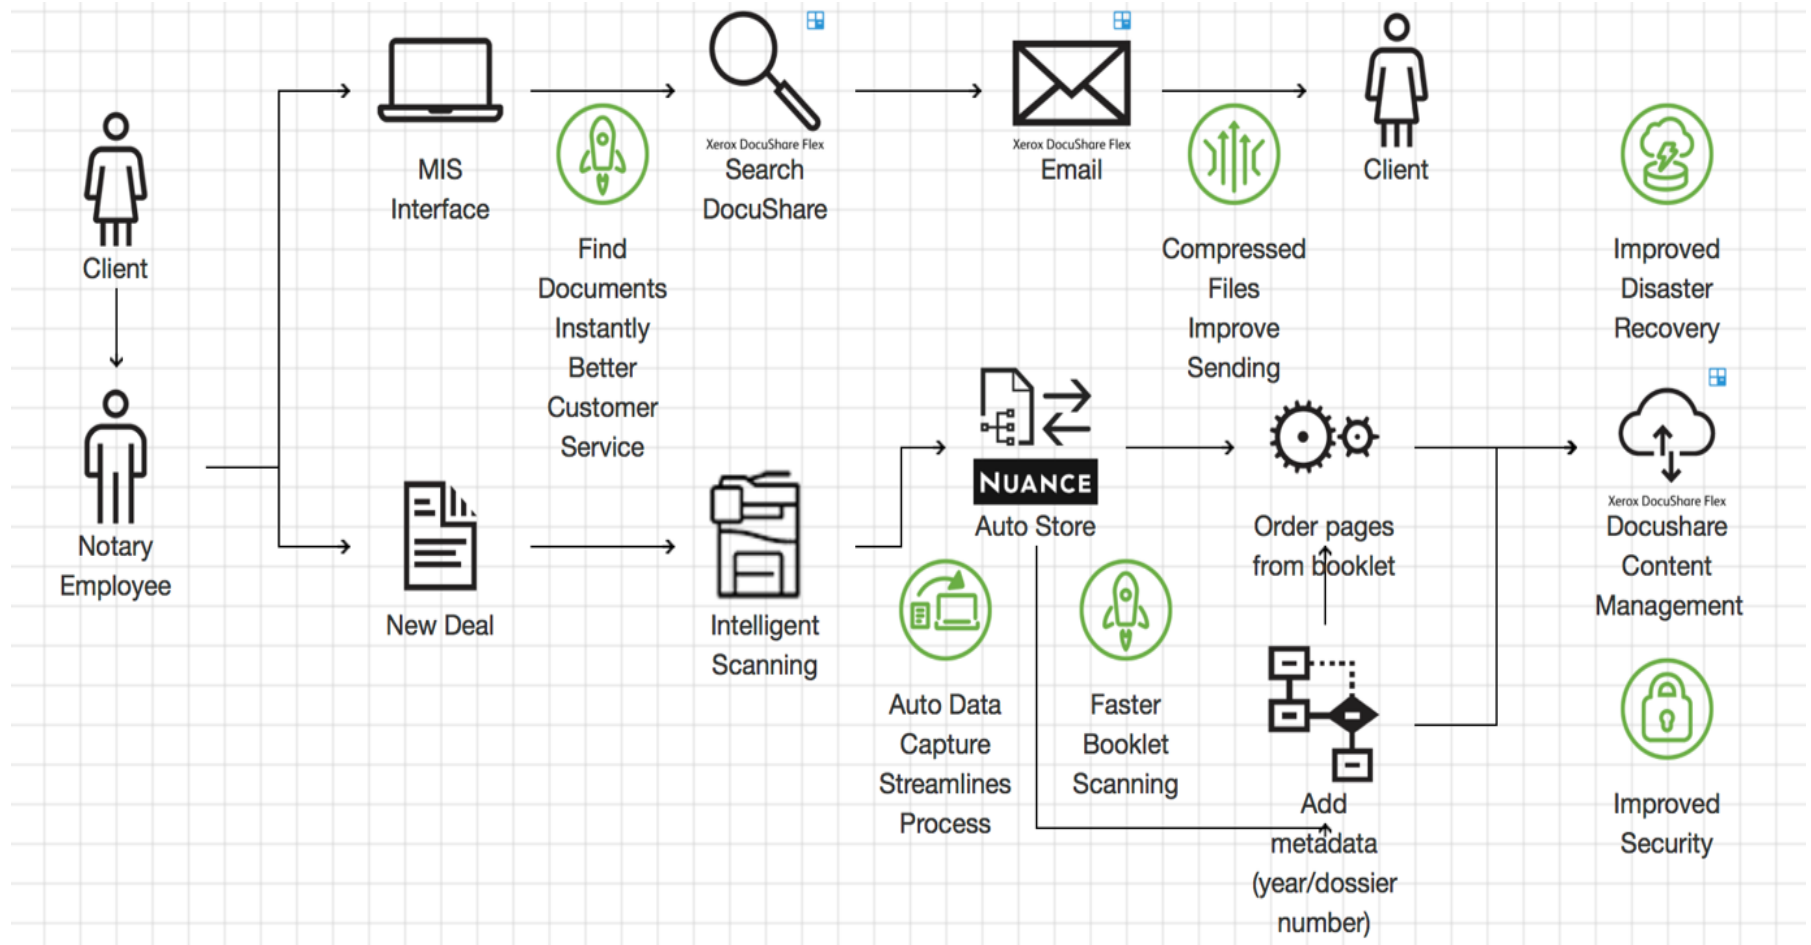 Client
Notary
Employee
MIS
Interface
Find
Documents
Instantly
Better
Customer
Service
Xerox DocuShare Flex
Search
DocuShare
Xerox DocuShare Flex
Email
Compressed
Files
Improve
Sending
Client
Improved
Disaster
Recovery
New Deal
Intelligent
Scanning
NUANCE
Auto Store
Auto Data
Capture
Streamlines
Process
Faster
Booklet
Scanning
Order pages
from booklet
Add
metadata
(year/dossier
number)
Xerox DocuShare Flex
Docushare
Content
Management
Improved
Security